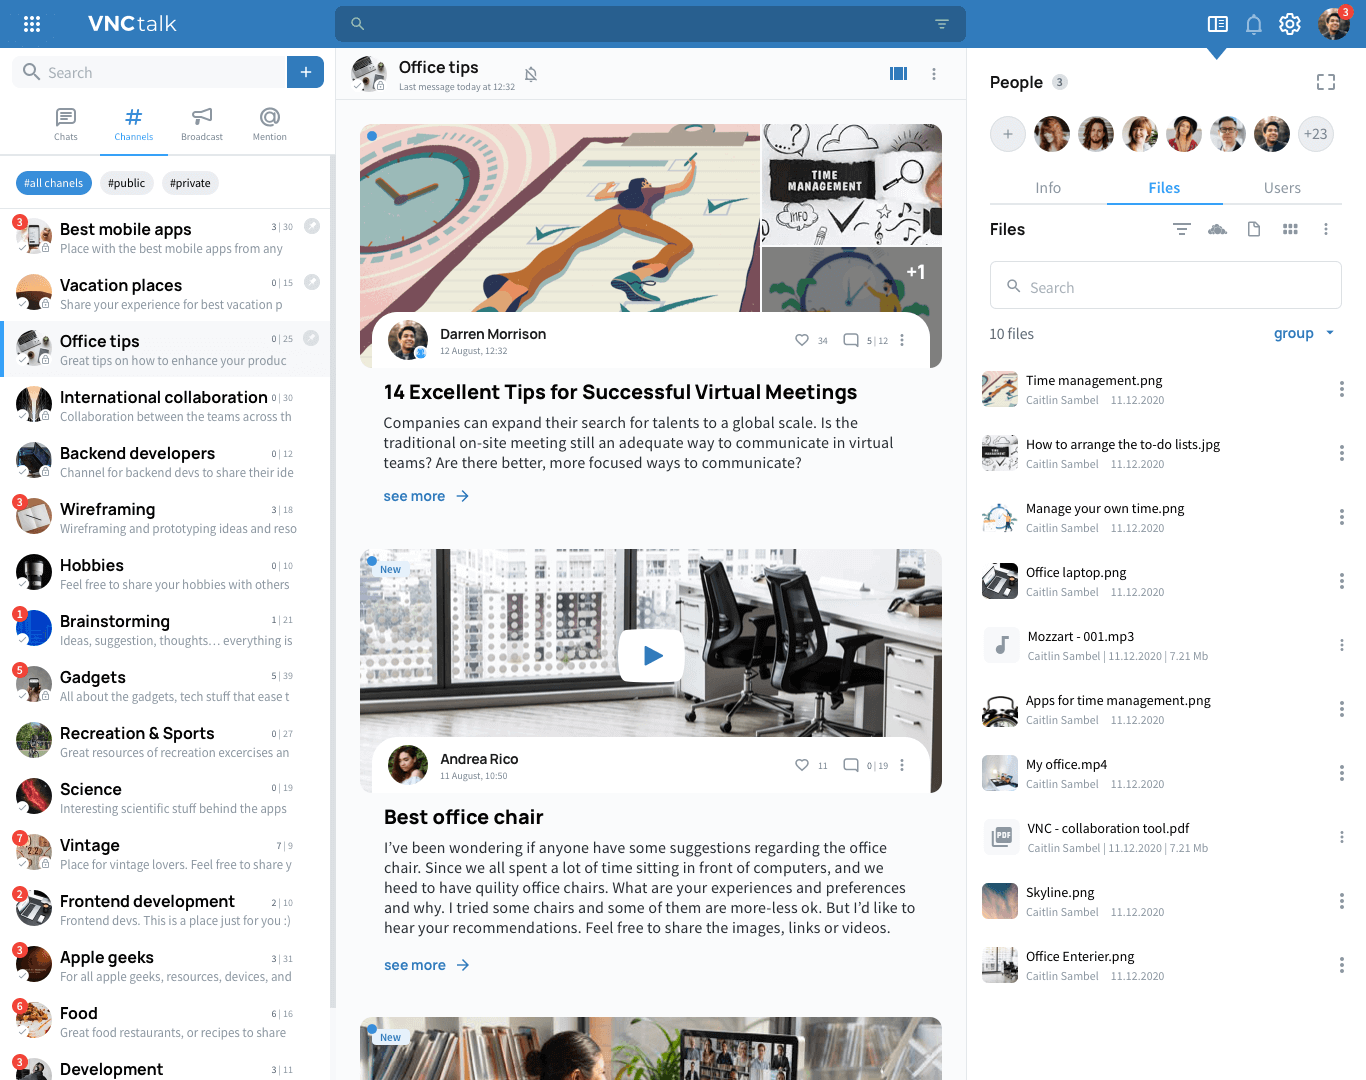 VNCtalk
3
Search
+
Chats
Channels
Broadcast
Mention
#all chanels
#public
#private
3
Best mobile apps
3 | 30
Place with the best mobile apps from any
Vacation places
0 | 15
Share your experience for best vacation p
Office tips
0 | 25
Great tips on how to enhance your produc
International collaboration
0 | 30
Collaboration between the teams across th
Backend developers
0 | 12
Channel for backend devs to share their ide
3
Wireframing
3 | 18
Wireframing and prototyping ideas and reso
Hobbies
0 | 10
Feel free to share your hobbies with others
1
Brainstorming
1 | 21
Ideas, suggestion, thoughts... everything is
5
Gadgets
5 | 39
All about the gadgets, tech stuff that ease t
Recreation & Sports
0 | 27
Great resources of recreation excercises an
Science
0 | 19
Interesting scientific stuff behind the apps
7
Vintage
7 | 9
Place for vintage lovers. Feel free to share y
2
Frontend development
2 | 10
Frontend devs. This is a place just for you :)
3
Apple geeks
3 | 31
For all apple geeks, resources, devices, and
6
Food
6 | 16
Great food restaurants, or recipes to share
3
Development
3 | 11
Office tips
Last message today at 12:32
?
TIME
MANAGEMENT
INFO
+1
Darren Morrison
12 August, 12:32
34
5 | 12
14 Excellent Tips for Successful Virtual Meetings
Companies can expand their search for talents to a global scale. Is the
traditional on-site meeting still an adequate way to communicate in virtual
teams? Are there better, more focused ways to communicate?
see more
New
Andrea Rico
11 August, 10:50
11
0 | 19
Best office chair
I've been wondering if anyone have some suggestions regarding the office
chair. Since we all spent a lot of time sitting in front of computers, and we
heed to have quility office chairs. What are your experiences and preferences
and why. I tried some chairs and some of them are more-less ok. But I'd like to
hear your recommendations. Feel free to share the images, links or videos.
see more
New
People
3
+
+23
Info
Files
Users
Files
Search
10 files
group
Time management.png
Caitlin Sambel 11.12.2020
How to arrange the to-do lists.jpg
Caitlin Sambel 11.12.2020
Manage your own time.png
Caitlin Sambel 11.12.2020
Office laptop.png
Caitlin Sambel 11.12.2020
Mozzart - 001.mp3
Caitlin Sambel | 11.12.2020 | 7.21 Mb
Apps for time management.png
Caitlin Sambel 11.12.2020
My office.mp4
Caitlin Sambel 11.12.2020
PDF
VNC - collaboration tool.pdf
Caitlin Sambel | 11.12.2020 | 7.21 Mb
Skyline.png
Caitlin Sambel 11.12.2020
Office Enterier.png
Caitlin Sambel 11.12.2020